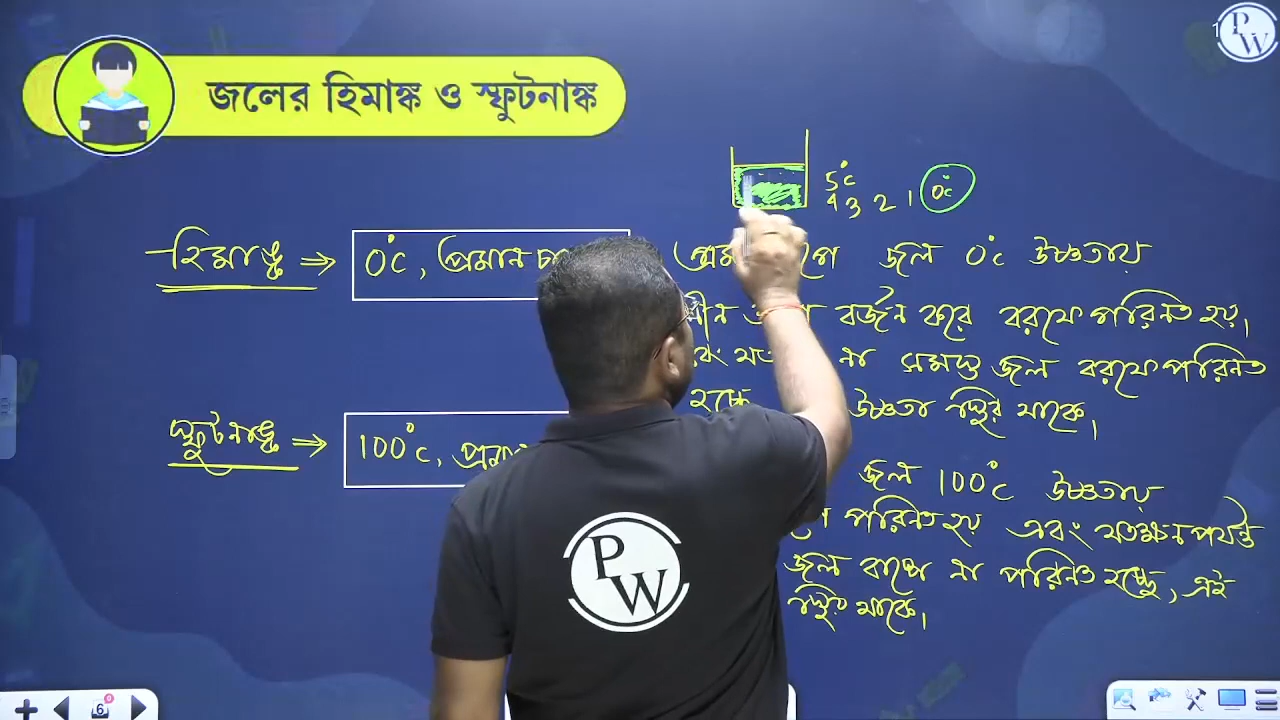 জলের হিমাঙ্ক ও স্ফুটনাঙ্ক
PW
5°C
4 3 2 1 0°C
হিমাঙ্ক ⇒ 0°C, প্রমান
জল 0°C উষ্ণতায়
বর্জন করে বরফে পরিনত হয়।
না সমস্ত জল বরফে পরিনত
হচ্ছে উষ্ণতা স্থির থাকে।
স্ফুটনাঙ্ক ⇒ 100°C,
জল 100°C উষ্ণতায়
পরিনত হয় এবং যতক্ষন পর্যন্ত
জল বাষ্পে না পরিনত হচ্ছে, এই
স্থির থাকে।
PW
6